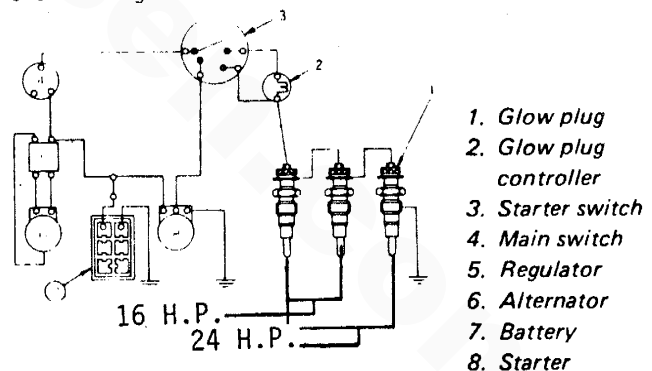 3
2
1
16 H.P.
24 H.P.
1. Glow plug
2. Glow plug
controller
3. Starter switch
4. Main switch
5. Regulator
6. Alternator
7. Battery
8. Starter